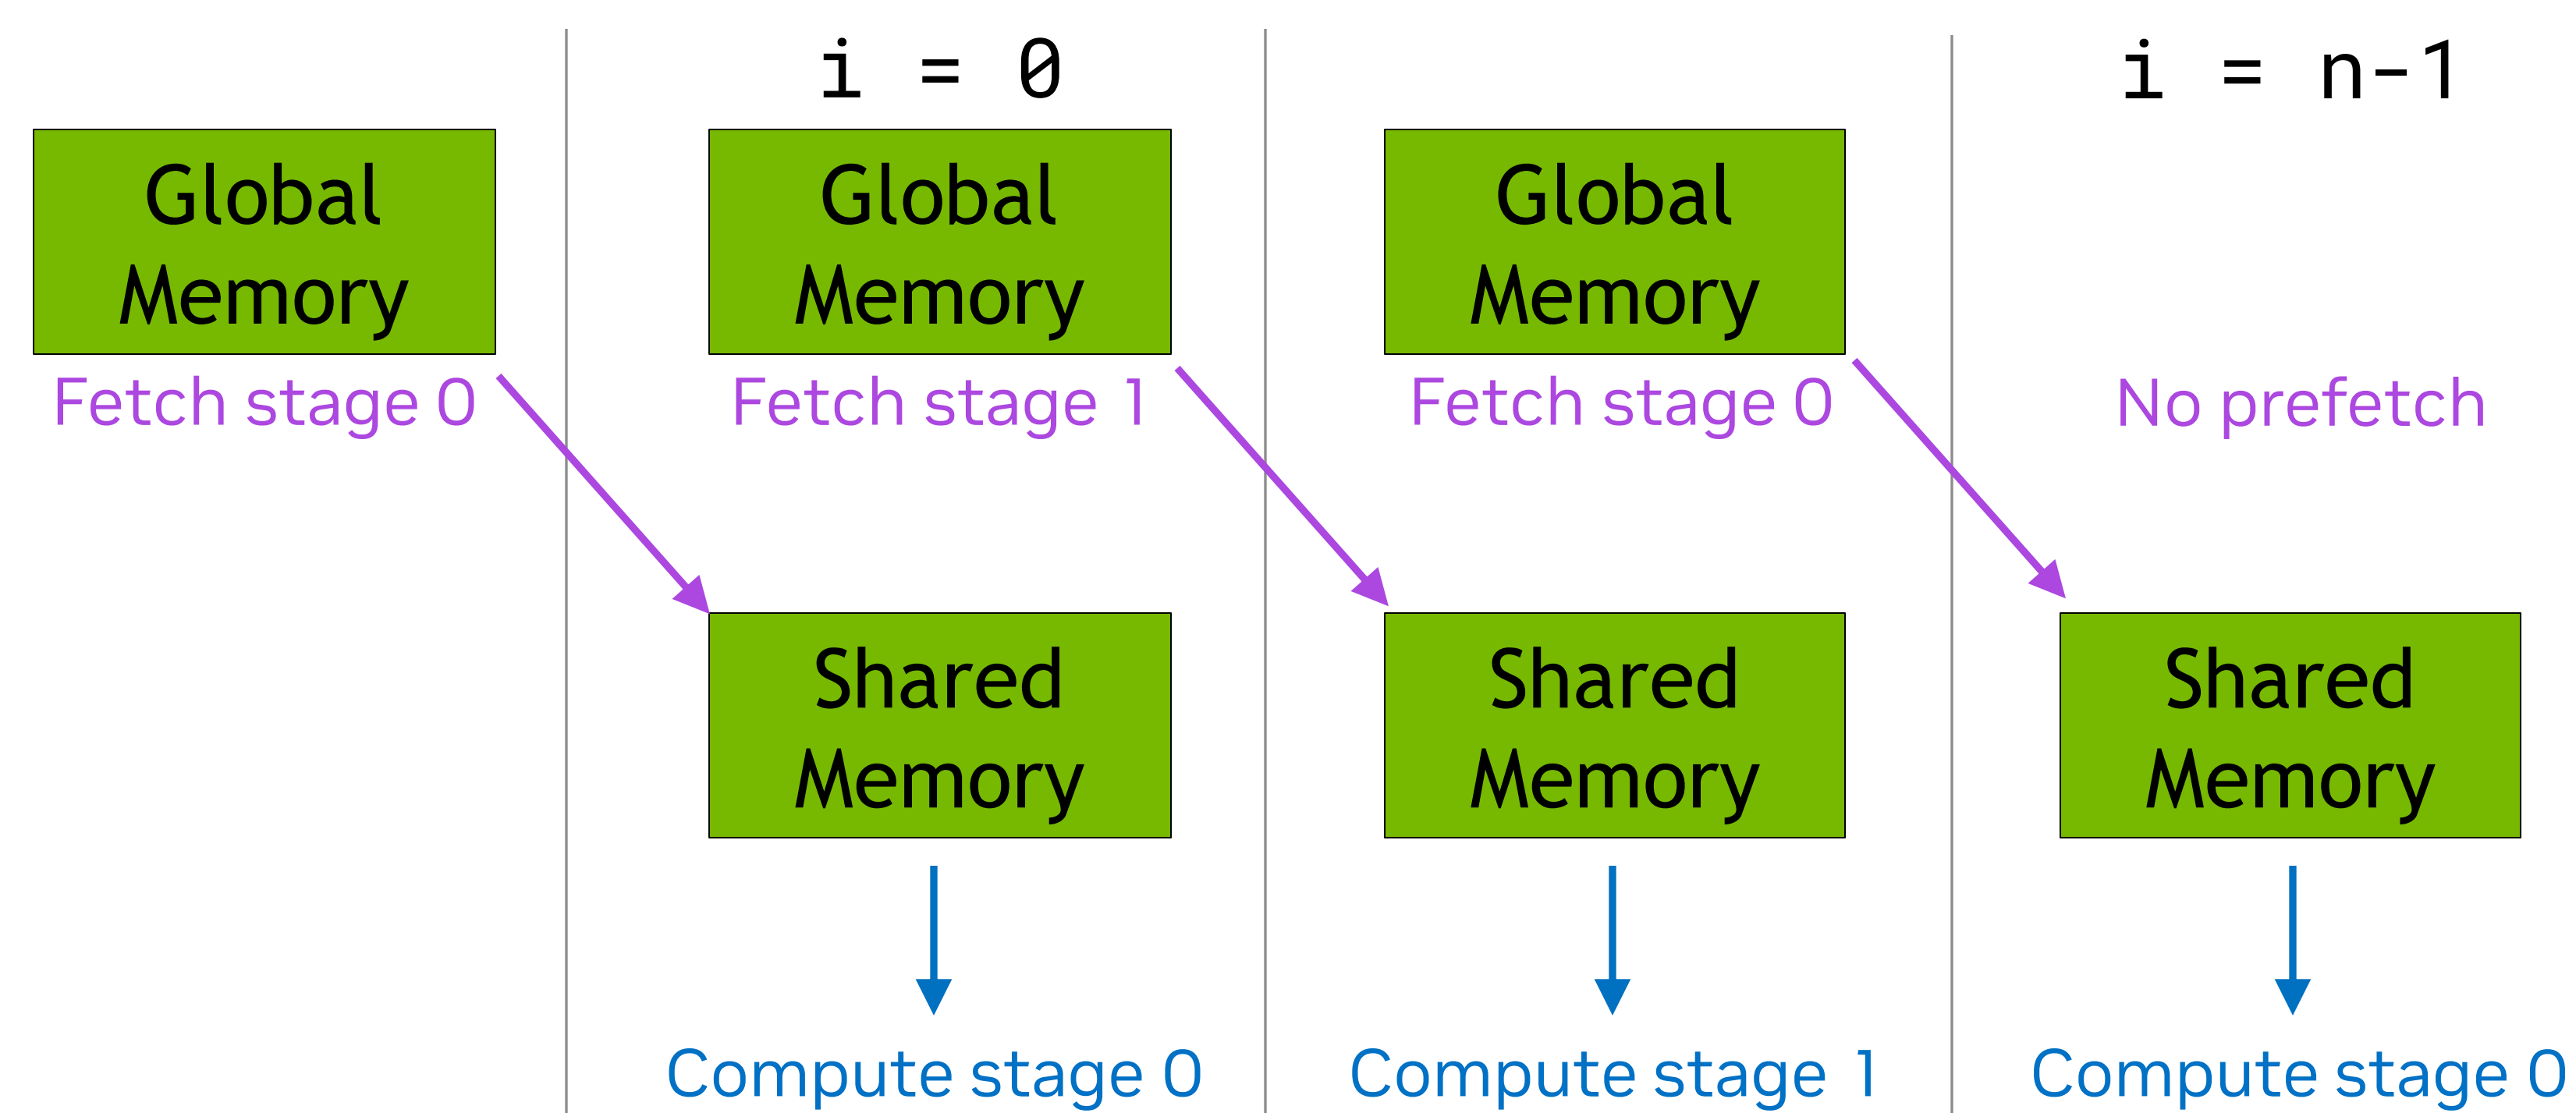 i = 0
i = n-1
Global
Memory
Global
Memory
Global
Memory
Fetch stage 0
Fetch stage 1
Fetch stage 0
No prefetch
Shared
Memory
Shared
Memory
Shared
Memory
Compute stage 0
Compute stage 1
Compute stage 0